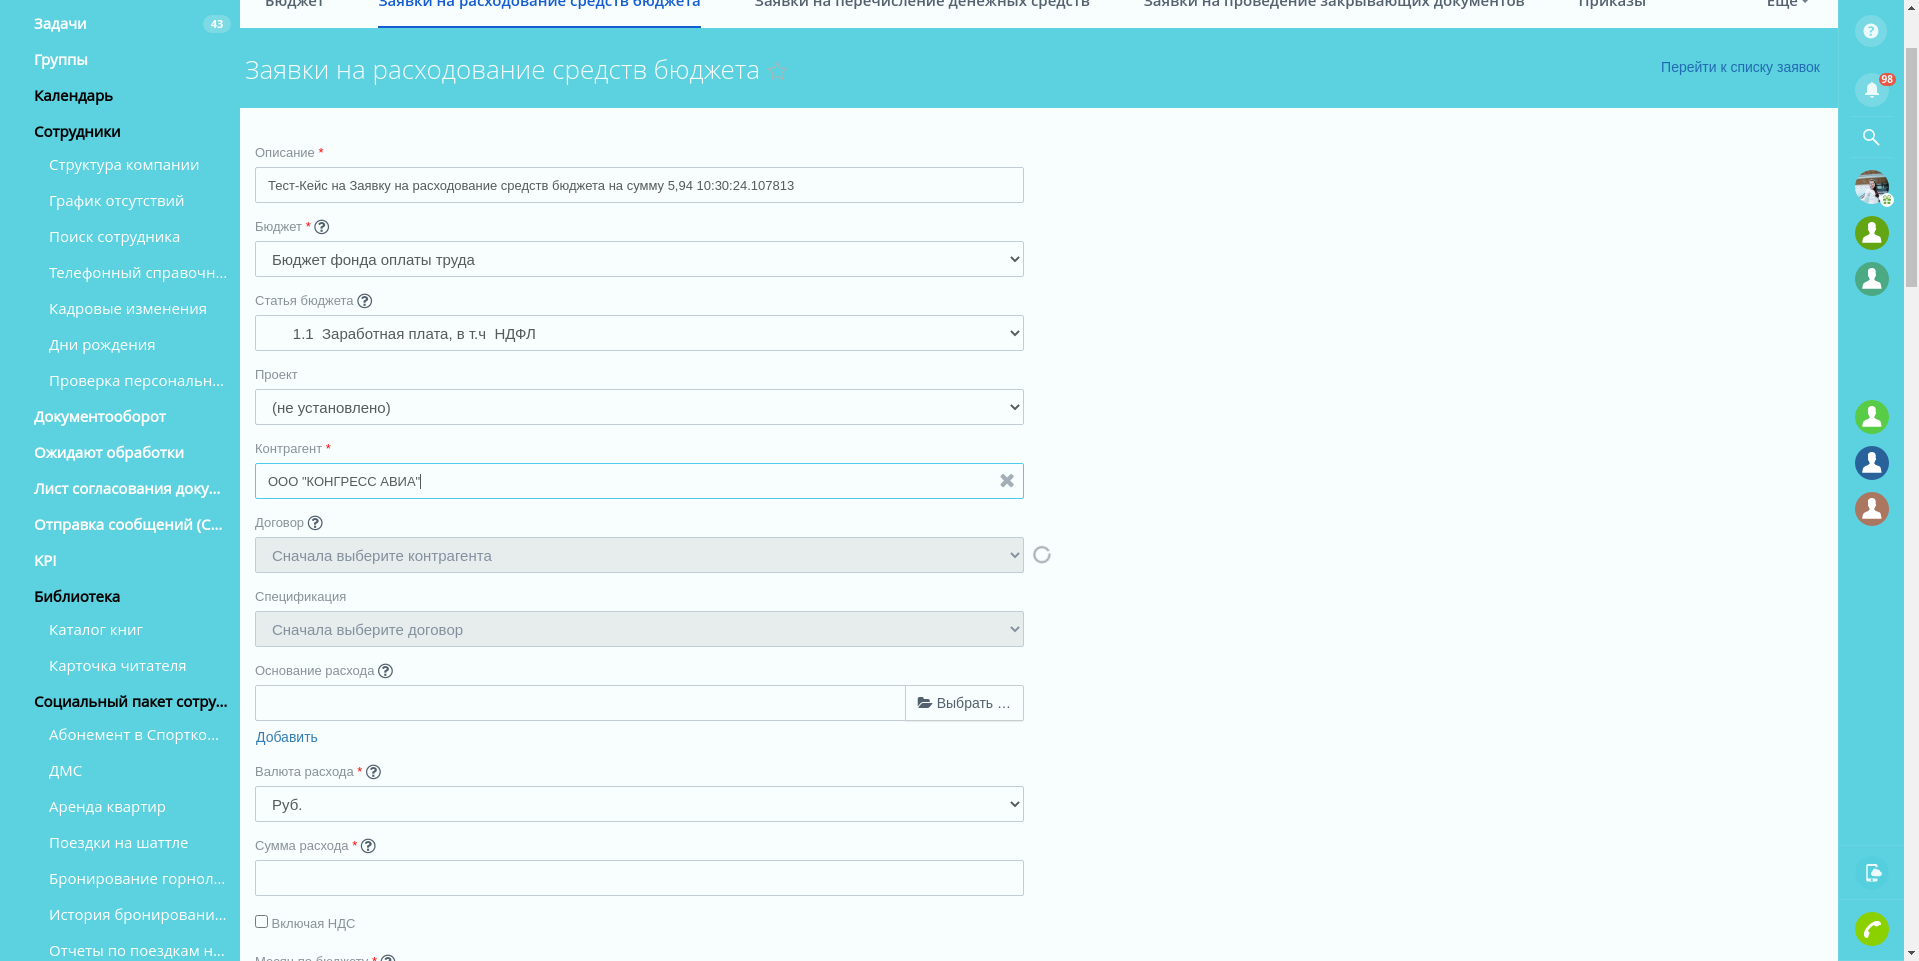 Бюджет
Заявки на расходование средств бюджета
Заявки на перечисление денежных средств
Заявки на проведение закрывающих документов
Приказы
Еще
Задачи
43
Группы
Календарь
Сотрудники
Структура компании
График отсутствий
Поиск сотрудника
Телефонный справочн...
Кадровые изменения
Дни рождения
Проверка персональн...
Документооборот
Ожидают обработки
Лист согласования доку...
Отправка сообщений (С...
KPI
Библиотека
Каталог книг
Карточка читателя
Социальный пакет сотру...
Абонемент в Спортко...
ДМС
Аренда квартир
Поездки на шаттле
Бронирование горнол...
История бронировани...
Отчеты по поездкам н...
Заявки на расходование средств бюджета
Перейти к списку заявок
Описание *
Тест-Кейс на Заявку на расходование средств бюджета на сумму 5,94 10:30:24.107813
Бюджет * ?
Бюджет фонда оплаты труда
Статья бюджета ?
1.1 Заработная плата, в т.ч НДФЛ
Проект
(не установлено)
Контрагент *
ООО "КОНГРЕСС АВИА"
Договор ?
Сначала выберите контрагента
Спецификация
Сначала выберите договор
Основание расхода ?
Выбрать …
Добавить
Валюта расхода * ?
Руб.
Сумма расхода * ?
Включая НДС
Месяц по бюджету * ?
?
98